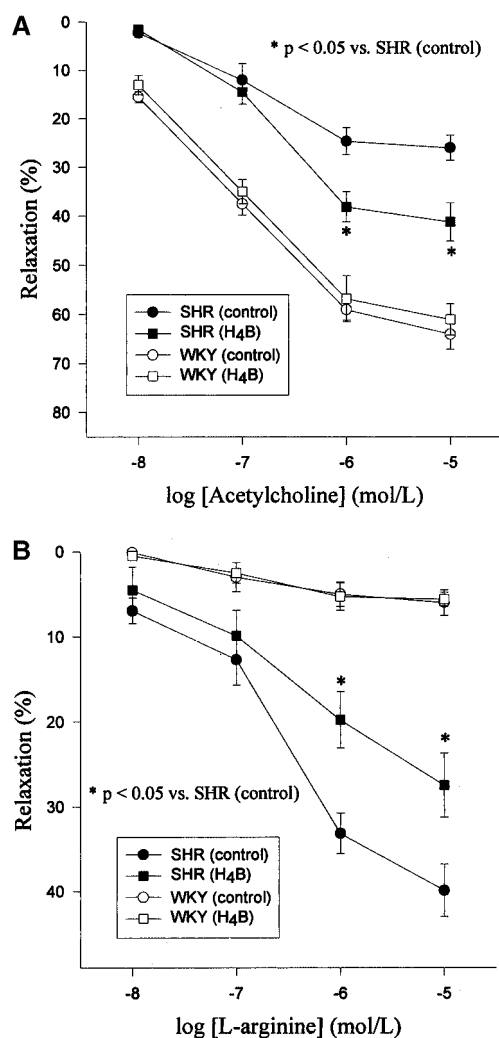 A
* p < 0.05 vs. SHR (control)
0
10
20
30
40
50
60
70
80
Relaxation (%)
SHR (control)
SHR (H4B)
WKY (control)
WKY (H4B)
-8 -7 -6 -5
log [Acetylcholine] (mol/L)
*
*
B
0
10
20
30
40
Relaxation (%)
*
*
* p < 0.05 vs. SHR (control)
SHR (control)
SHR (H4B)
WKY (control)
WKY (H4B)
-8 -7 -6 -5
log [L-arginine] (mol/L)